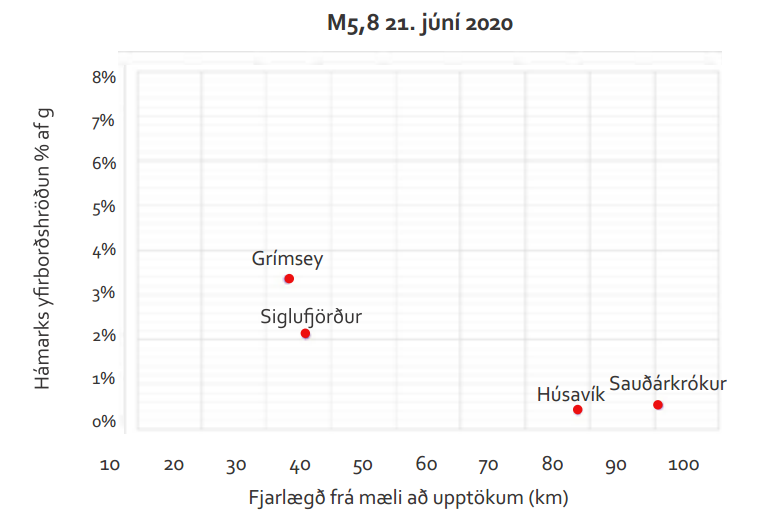 M5,8 21. júní 2020
Hámarks yfirborðshröðun % af g
8%
7%
6%
5%
4%
3%
2%
1%
0%
Grímsey
Siglufjörður
Húsavík
Sauðárkrókur
10 20 30 40 50 60 70 80 90 100
Fjarlægð frá mæli að upptökum (km)